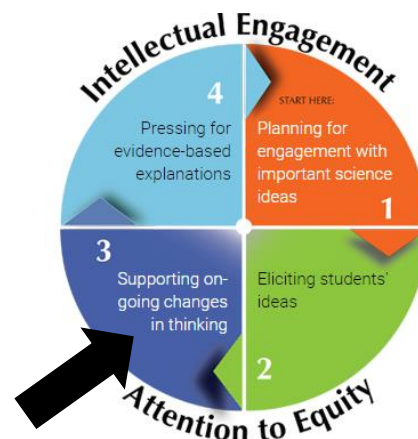 Intellectual Engagement
START HERE:
Planning for
engagement with
important science
ideas
1
Eliciting students'
ideas
2
3
Supporting on-
going changes
in thinking
4
Pressing for
evidence-based
explanations
Attention to Equity